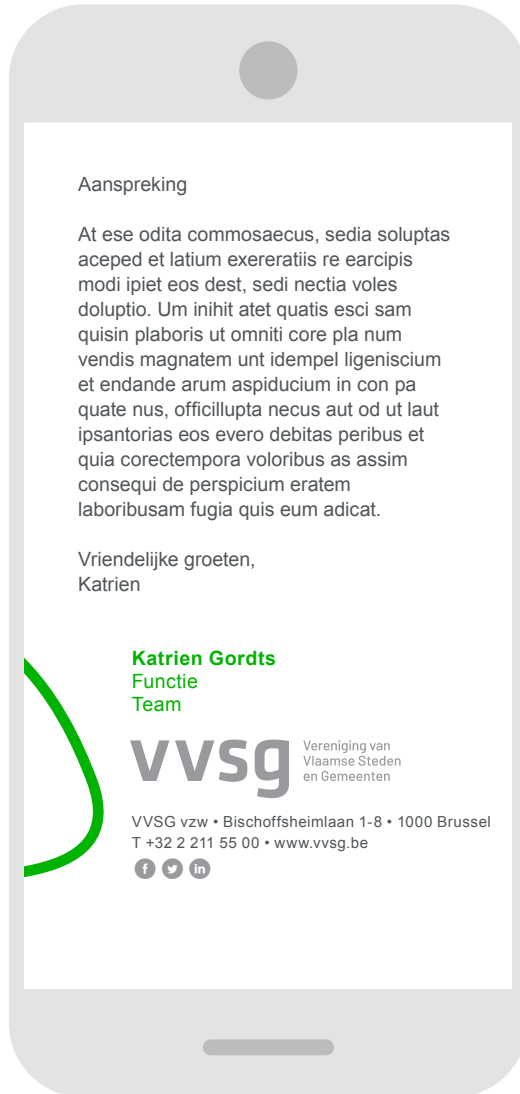 Aanspreking
At ese odita commosaecus, sedia soluptas
aceped et latium exereratiis re earcipis
modi ipiet eos dest, sedi nectia voles
doluptio. Um inihit atet quatis esci sam
quisin plaboris ut omniti core pla num
vendis magnatem unt idempel ligeniscium
et endande arum aspiducium in con pa
quate nus, officillupta necus aut od ut laut
ipsantorias eos evero debitas peribus et
quia corectempora voloribus as assim
consequi de perspicium eratem
laboribusam fugia quis eum adicat.
Vriendelijke groeten,
Katrien
Katrien Gordts
Functie
Team
vvsg
Vereniging van
Vlaamse Steden
en Gemeenten
VVSG vzw • Bischoffsheimlaan 1-8 • 1000 Brussel
T +32 2 211 55 00 • www.vvsg.be